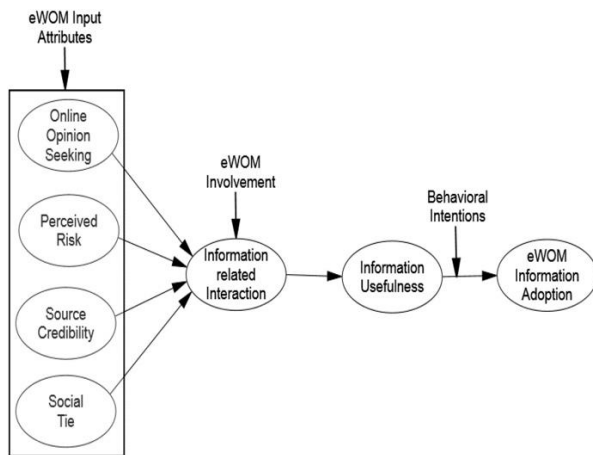 eWOM Input
Attributes
Online
Opinion
Seeking
Perceived
Risk
Source
Credibility
Social
Tie
eWOM
Involvement
Information
related
Interaction
Information
Usefulness
Behavioral
Intentions
eWOM
Information
Adoption